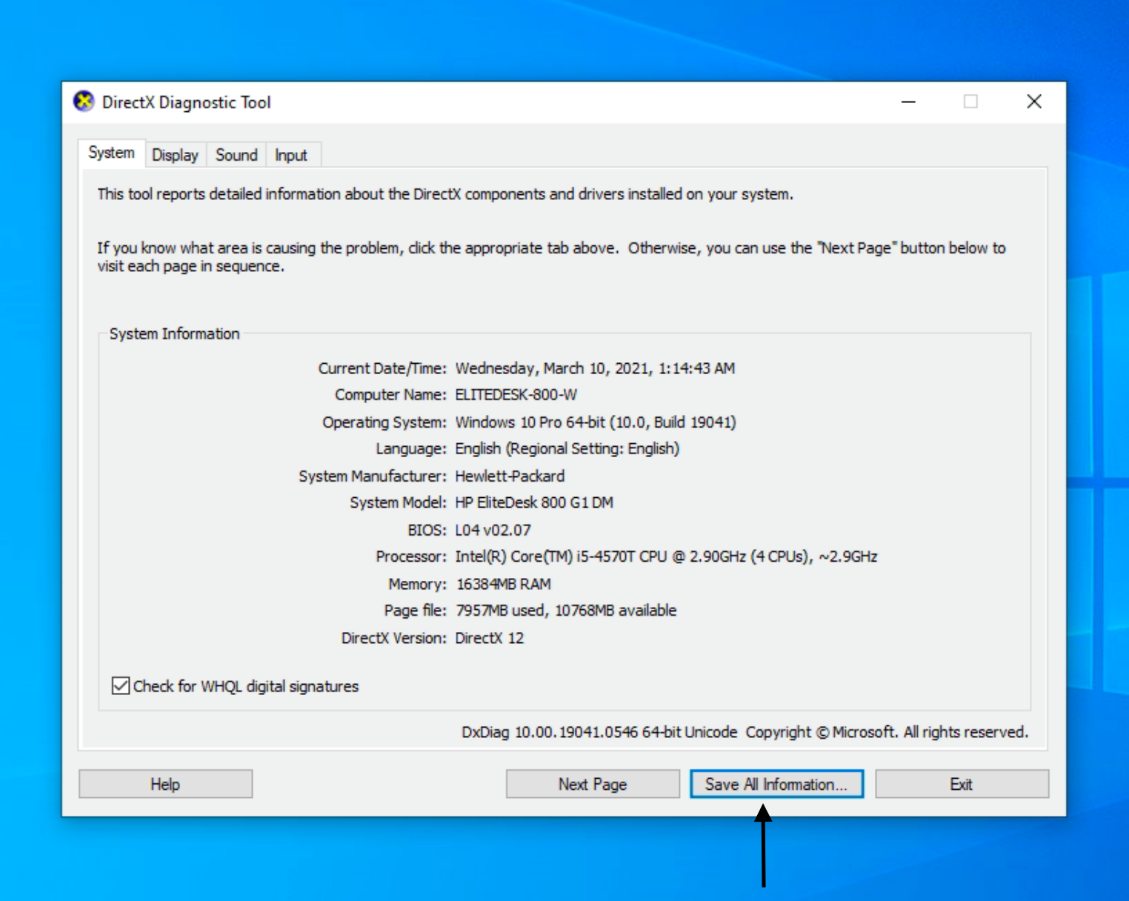 DirectX Diagnostic Tool
System Display Sound Input
This tool reports detailed information about the DirectX components and drivers installed on your system.
If you know what area is causing the problem, click the appropriate tab above.  Otherwise, you can use the "Next Page" button below to
visit each page in sequence.
System Information
Current Date/Time: Wednesday, March 10, 2021, 1:14:43 AM
Computer Name: ELITEDESK-800-W
Operating System: Windows 10 Pro 64-bit (10.0, Build 19041)
Language: English (Regional Setting: English)
System Manufacturer: Hewlett-Packard
System Model: HP EliteDesk 800 G1 DM
BIOS: L04 v02.07
Processor: Intel(R) Core(TM) i5-4570T CPU @ 2.90GHz (4 CPUs), ~2.9GHz
Memory: 16384MB RAM
Page file: 7957MB used, 10768MB available
DirectX Version: DirectX 12
Check for WHQL digital signatures
DxDiag 10.00.19041.0546 64-bit Unicode  Copyright © Microsoft. All rights reserved.
Help Next Page Save All Information... Exit